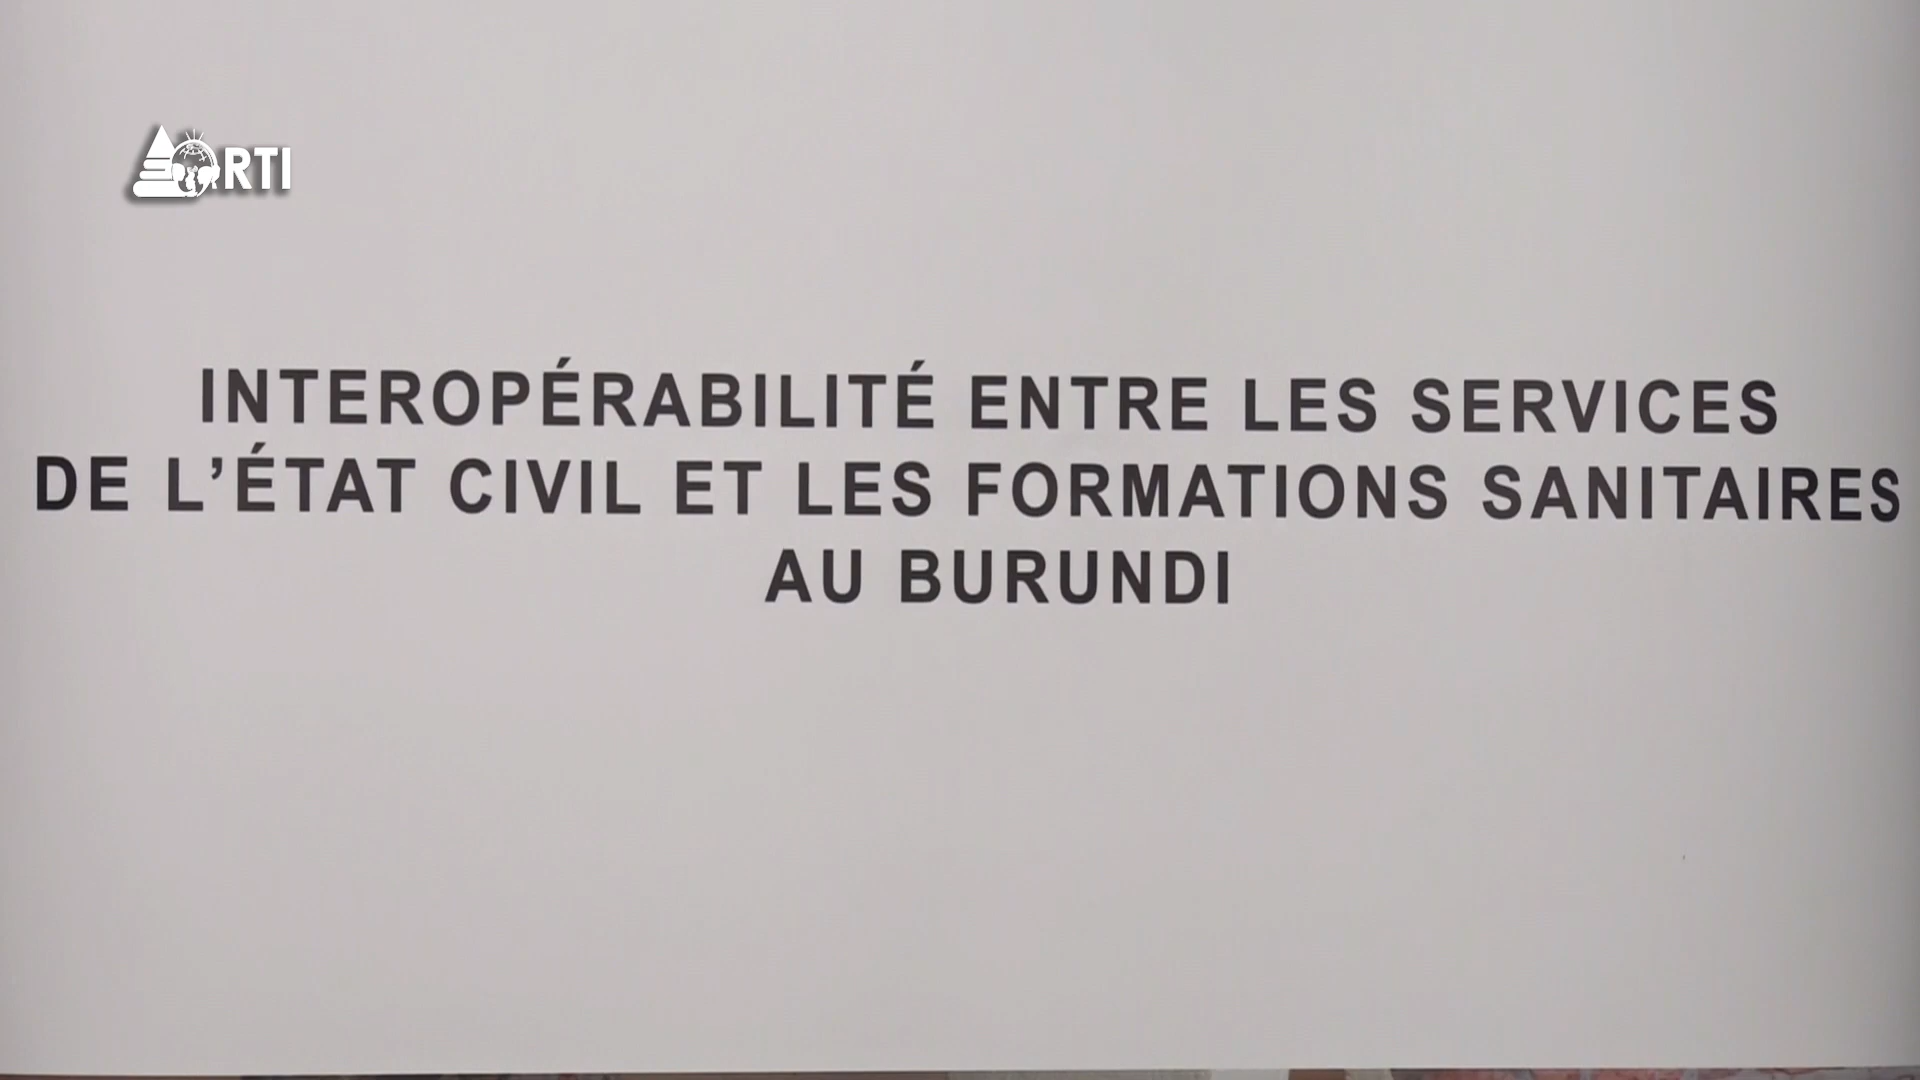 RTI
INTEROPÉRABILITÉ ENTRE LES SERVICES
DE L'ÉTAT CIVIL ET LES FORMATIONS SANITAIRES
AU BURUNDI